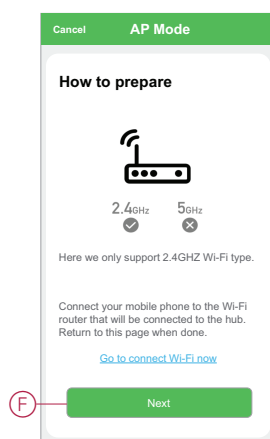 Cancel AP Mode
How to prepare
2.4GHz 5GHz
Here we only support 2.4GHZ Wi-Fi type.
Connect your mobile phone to the Wi-Fi
router that will be connected to the hub.
Return to this page when done.
Go to connect Wi-Fi now
F Next